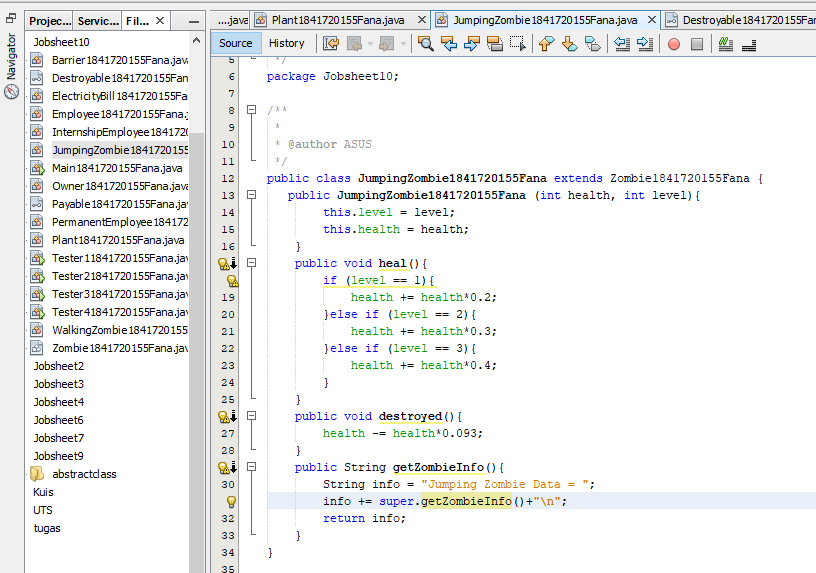 Projec...
Servic...
Fil...
Navigator
Jobsheet10
Barrier1841720155Fana.java
Destroyable1841720155Fan
ElectricityBill1841720155Fa
Employee1841720155Fana.j
InternshipEmployee184172
JumpingZombie1841720155
Main1841720155Fana.java
Owner1841720155Fana.java
Payable1841720155Fana.java
PermanentEmployee184172
Plant1841720155Fana.java
Tester11841720155Fana.jav
Tester21841720155Fana.jav
Tester31841720155Fana.jav
Tester41841720155Fana.jav
WalkingZombie1841720155
Zombie1841720155Fana.jav
Jobsheet2
Jobsheet3
Jobsheet4
Jobsheet6
Jobsheet7
Jobsheet9
abstractclass
Kuis
UTS
tugas
....java
Plant1841720155Fana.java
JumpingZombie1841720155Fana.java
Destroyable1841720155Fan
Source
History
5 */
6 package Jobsheet10;
7
8 /**
9 *
10 * @author ASUS
11 */
12 public class JumpingZombie1841720155Fana extends Zombie1841720155Fana {
13 public JumpingZombie1841720155Fana (int health, int level){
14 this.level = level;
15 this.health = health;
16 }
public void heal(){
if (level == 1){
19 health += health*0.2;
20 }else if (level == 2){
21 health += health*0.3;
22 }else if (level == 3){
23 health += health*0.4;
24 }
25 }
public void destroyed(){
27 health -= health*0.093;
28 }
public String getZombieInfo(){
30 String info = "Jumping Zombie Data = ";
info += super.getZombieInfo()+"\n";
32 return info;
33 }
34 }
35